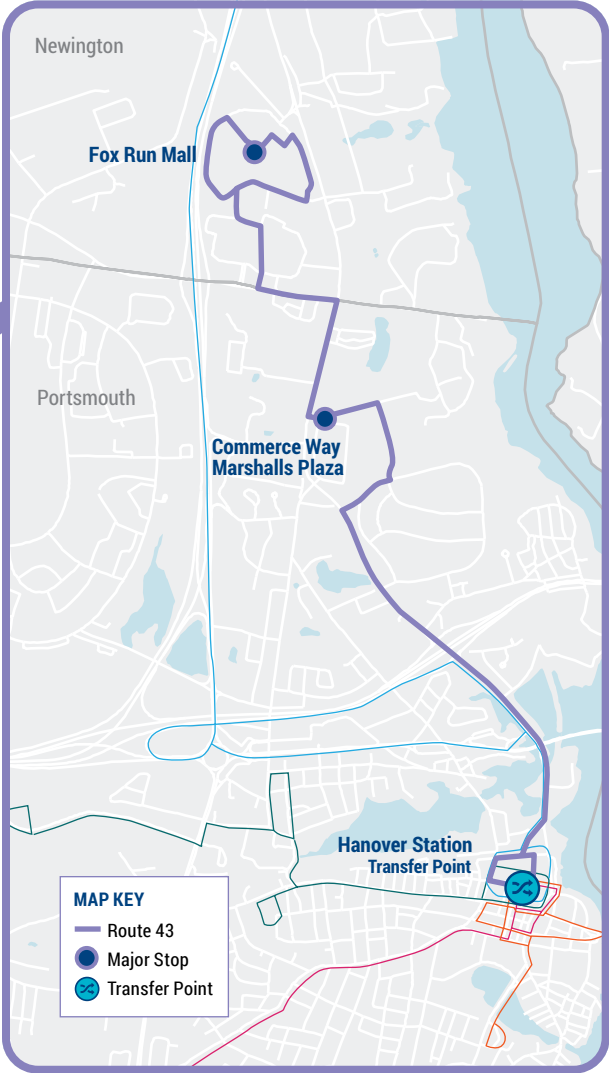 Newington
Fox Run Mall
Portsmouth
Commerce Way
Marshalls Plaza
Hanover Station
Transfer Point
MAP KEY
Route 43
Major Stop
Transfer Point